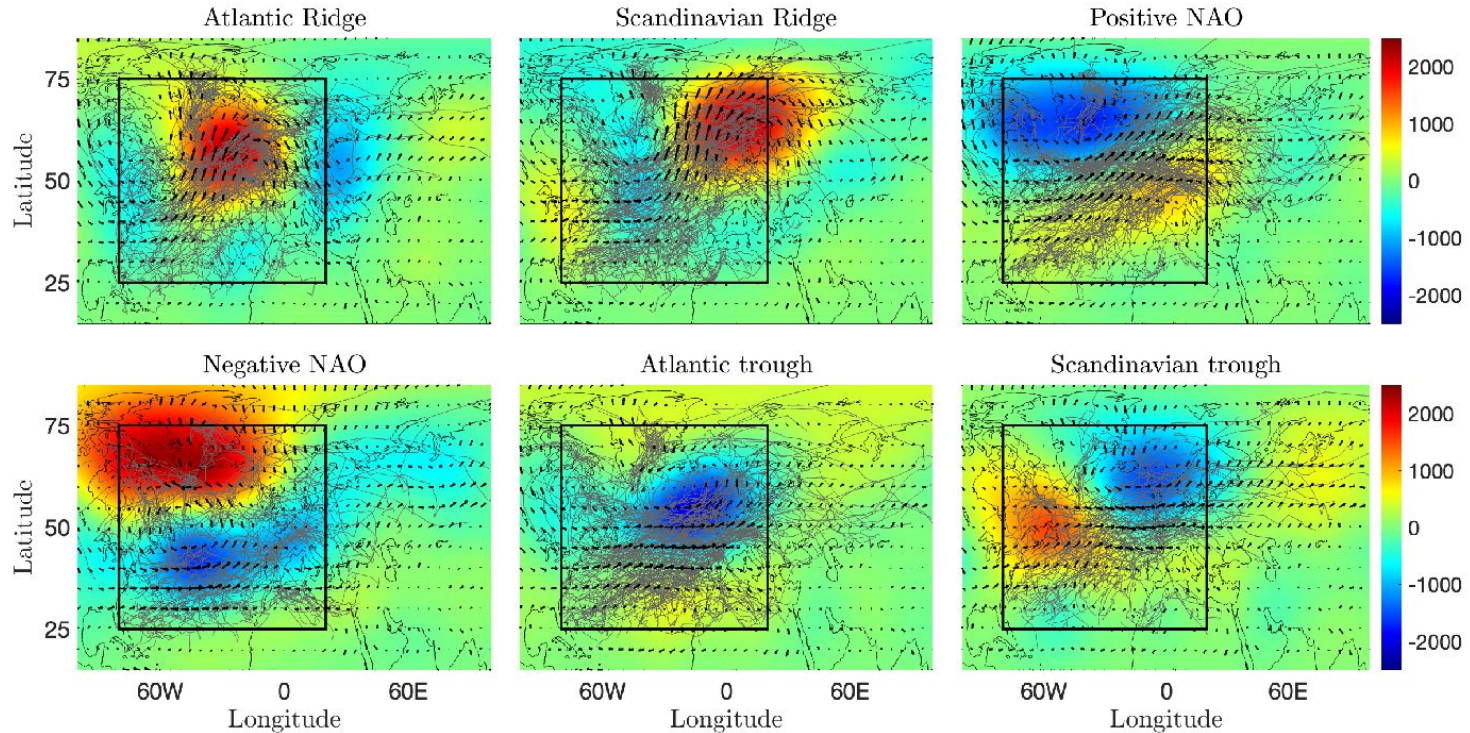 Atlantic Ridge
Scandinavian Ridge
Positive NAO
Latitude
75
50
25
2000
1000
0
-1000
-2000
Negative NAO
Atlantic trough
Scandinavian trough
Latitude
75
50
25
2000
1000
0
-1000
-2000
60W 0 60E
60W 0 60E
60W 0 60E
Longitude
Longitude
Longitude